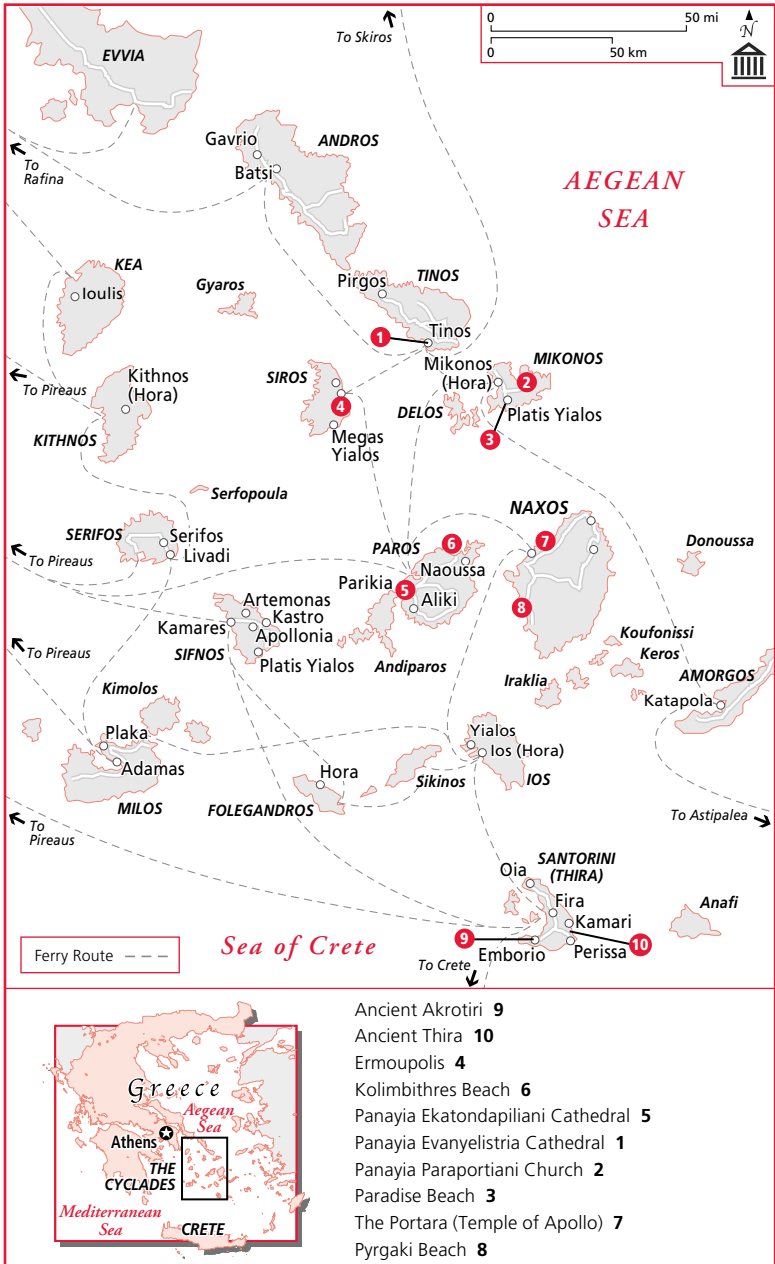 0 50 mi
0 50 km
N
To Skiros
EVVIA
To
Rafina
Gavrio
Batsi
ANDROS
AEGEAN
SEA
KEA
Ioulis
Gyaros
Pirgos
TINOS
Tinos
1
To Pireaus
Kithnos
(Hora)
KITHNOS
SIROS
4
Megas
Yialos
Mikonos
(Hora)
MIKONOS
2
DELOS
Platis Yialos
3
Serfopoula
SERIFOS
Serifos
Livadi
To Pireaus
PAROS
6
Naoussa
Parikia
5
Aliki
NAXOS
7
8
Donoussa
Artemonas
Kamares
Kastro
Apollonia
SIFNOS
Platis Yialos
Andiparos
Koufonissi
Keros
Iraklia
AMORGOS
Katapola
To Pireaus
Kimolos
Plaka
Adamas
MILOS
Hora
FOLEGANDROS
Sikinos
Yialos
Ios (Hora)
IOS
To Astipalea
To
Pireaus
Oia
SANTORINI
(THIRA)
Fira
Kamari
Anafi
9
Emborio
Perissa
10
To Crete
Sea of Crete
Ferry Route
Greece
Aegean
Sea
Athens
THE
CYCLADES
Mediterranean
Sea
CRETE
Ancient Akrotiri 9
Ancient Thira 10
Ermoupolis 4
Kolimbithres Beach 6
Panayia Ekatondapiliani Cathedral 5
Panayia Evanyelistria Cathedral 1
Panayia Paraportiani Church 2
Paradise Beach 3
The Portara (Temple of Apollo) 7
Pyrgaki Beach 8